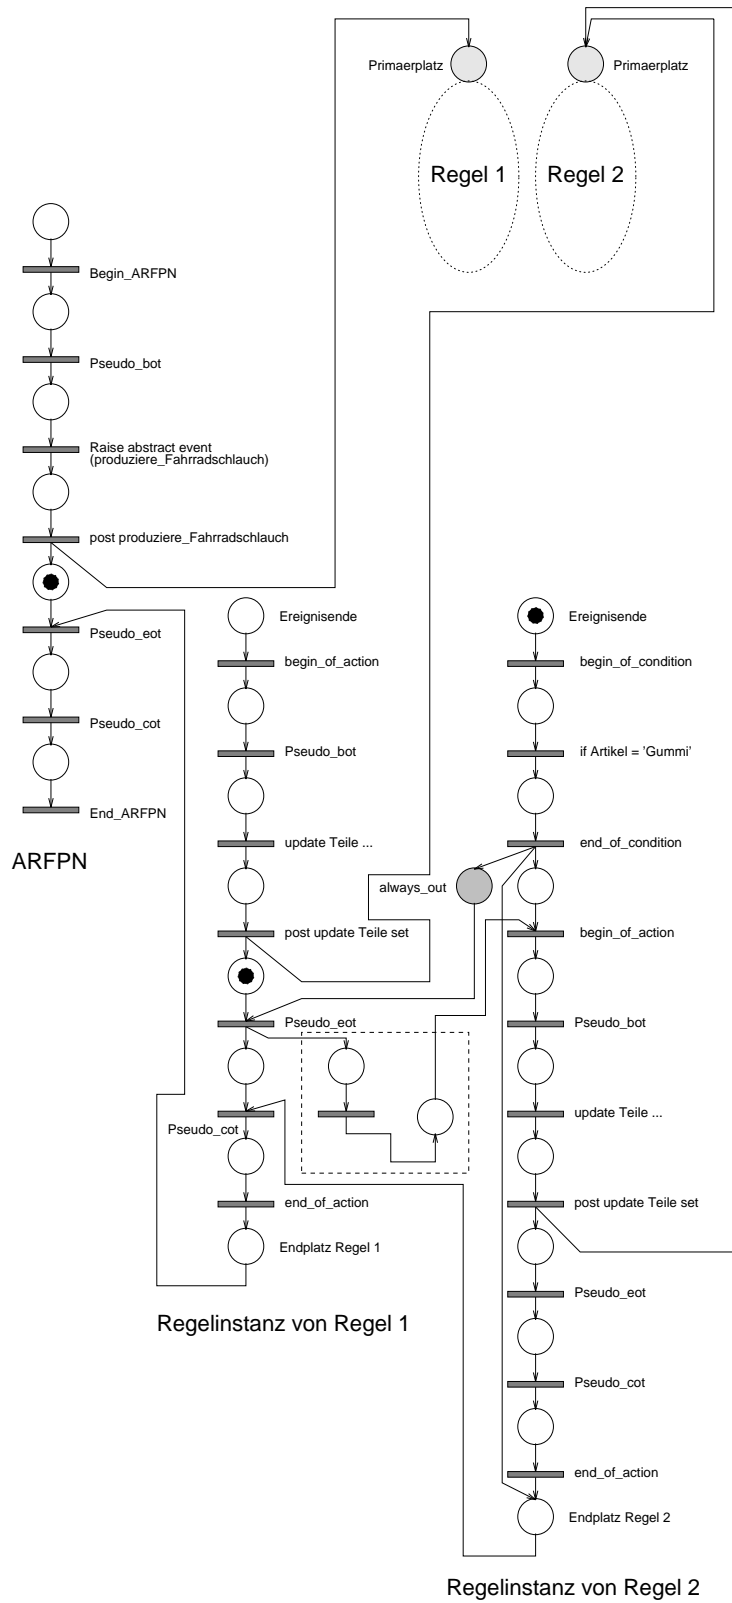 Primaerplatz
Primaerplatz
Regel 1
Regel 2
Begin_ARFPN
Pseudo_bot
Raise abstract event
(produziere_Fahrradschlauch)
post produziere_Fahrradschlauch
Pseudo_eot
Pseudo_cot
End_ARFPN
ARFPN
Ereignisende
begin_of_action
Pseudo_bot
update Teile ...
always_out
post update Teile set
Pseudo_eot
Pseudo_cot
end_of_action
Endplatz Regel 1
Regelinstanz von Regel 1
Ereignisende
begin_of_condition
if Artikel = 'Gummi'
end_of_condition
begin_of_action
Pseudo_bot
update Teile ...
post update Teile set
Pseudo_eot
Pseudo_cot
end_of_action
Endplatz Regel 2
Regelinstanz von Regel 2